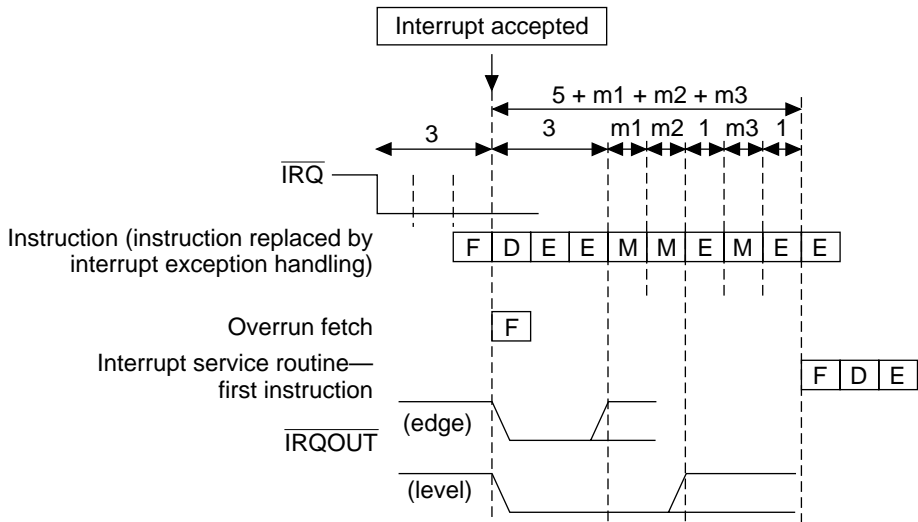 Interrupt accepted
5 + m1 + m2 + m3
3 3 m1 m2 1 m3 1
IRQ
Instruction (instruction replaced by
interrupt exception handling)
F D E E M M E M E E
Overrun fetch
F
Interrupt service routine—
first instruction
F D E
(edge)
IRQOUT
(level)